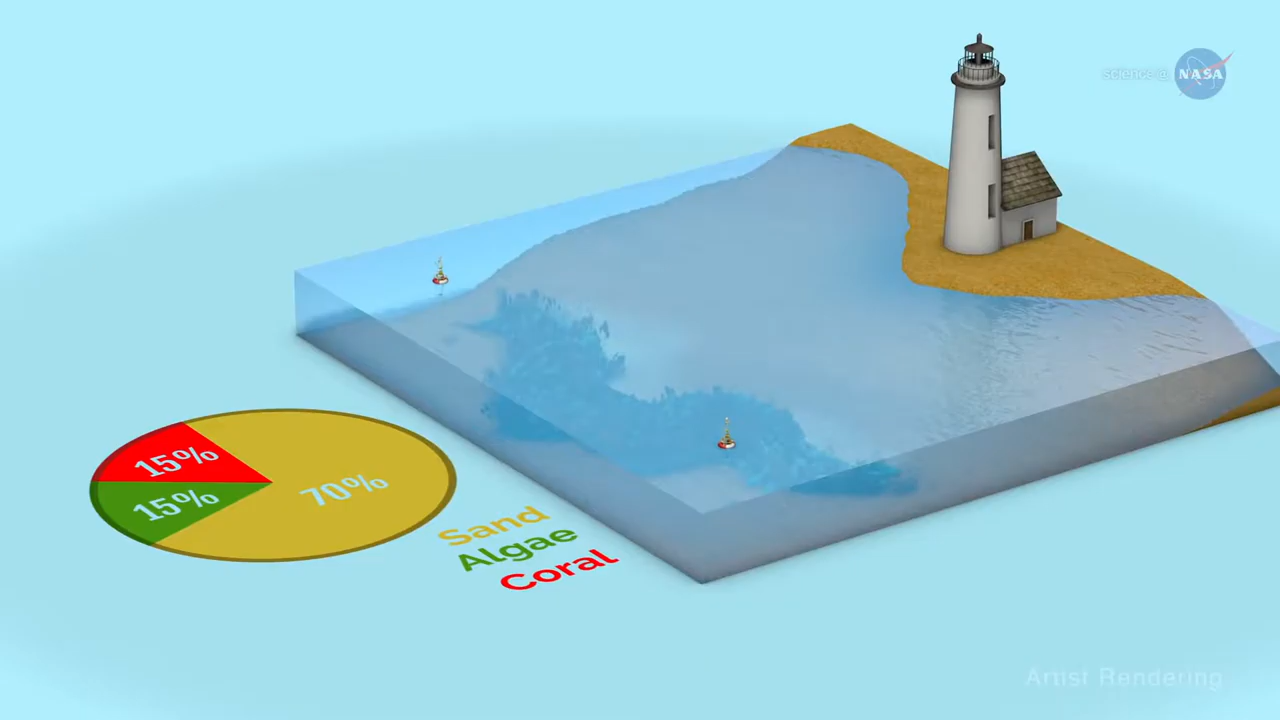 science@
NASA
15%
15%
70%
Sand
Algae
Coral
Artist Rendering